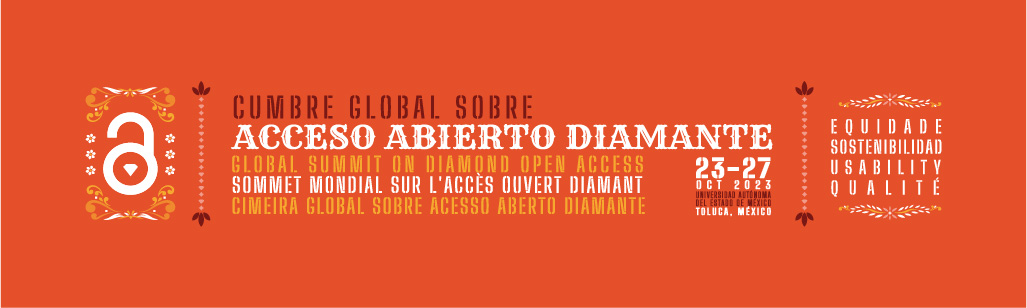 CUMBRE GLOBAL SOBRE
ACCESO ABIERTO DIAMANTE
GLOBAL SUMMIT ON DIAMOND OPEN ACCESS
SOMMET MONDIAL SUR L'ACCÈS OUVERT DIAMANT
CIMEIRA GLOBAL SOBRE ACESSO ABERTO DIAMANTE
23-27
OCT 2023
UNIVERSIDAD AUTÓNOMA
DEL ESTADO DE MÉXICO
TOLUCA, MÉXICO
EQUIDADE
SOSTENIBILIDAD
USABILITY
QUALITÉ